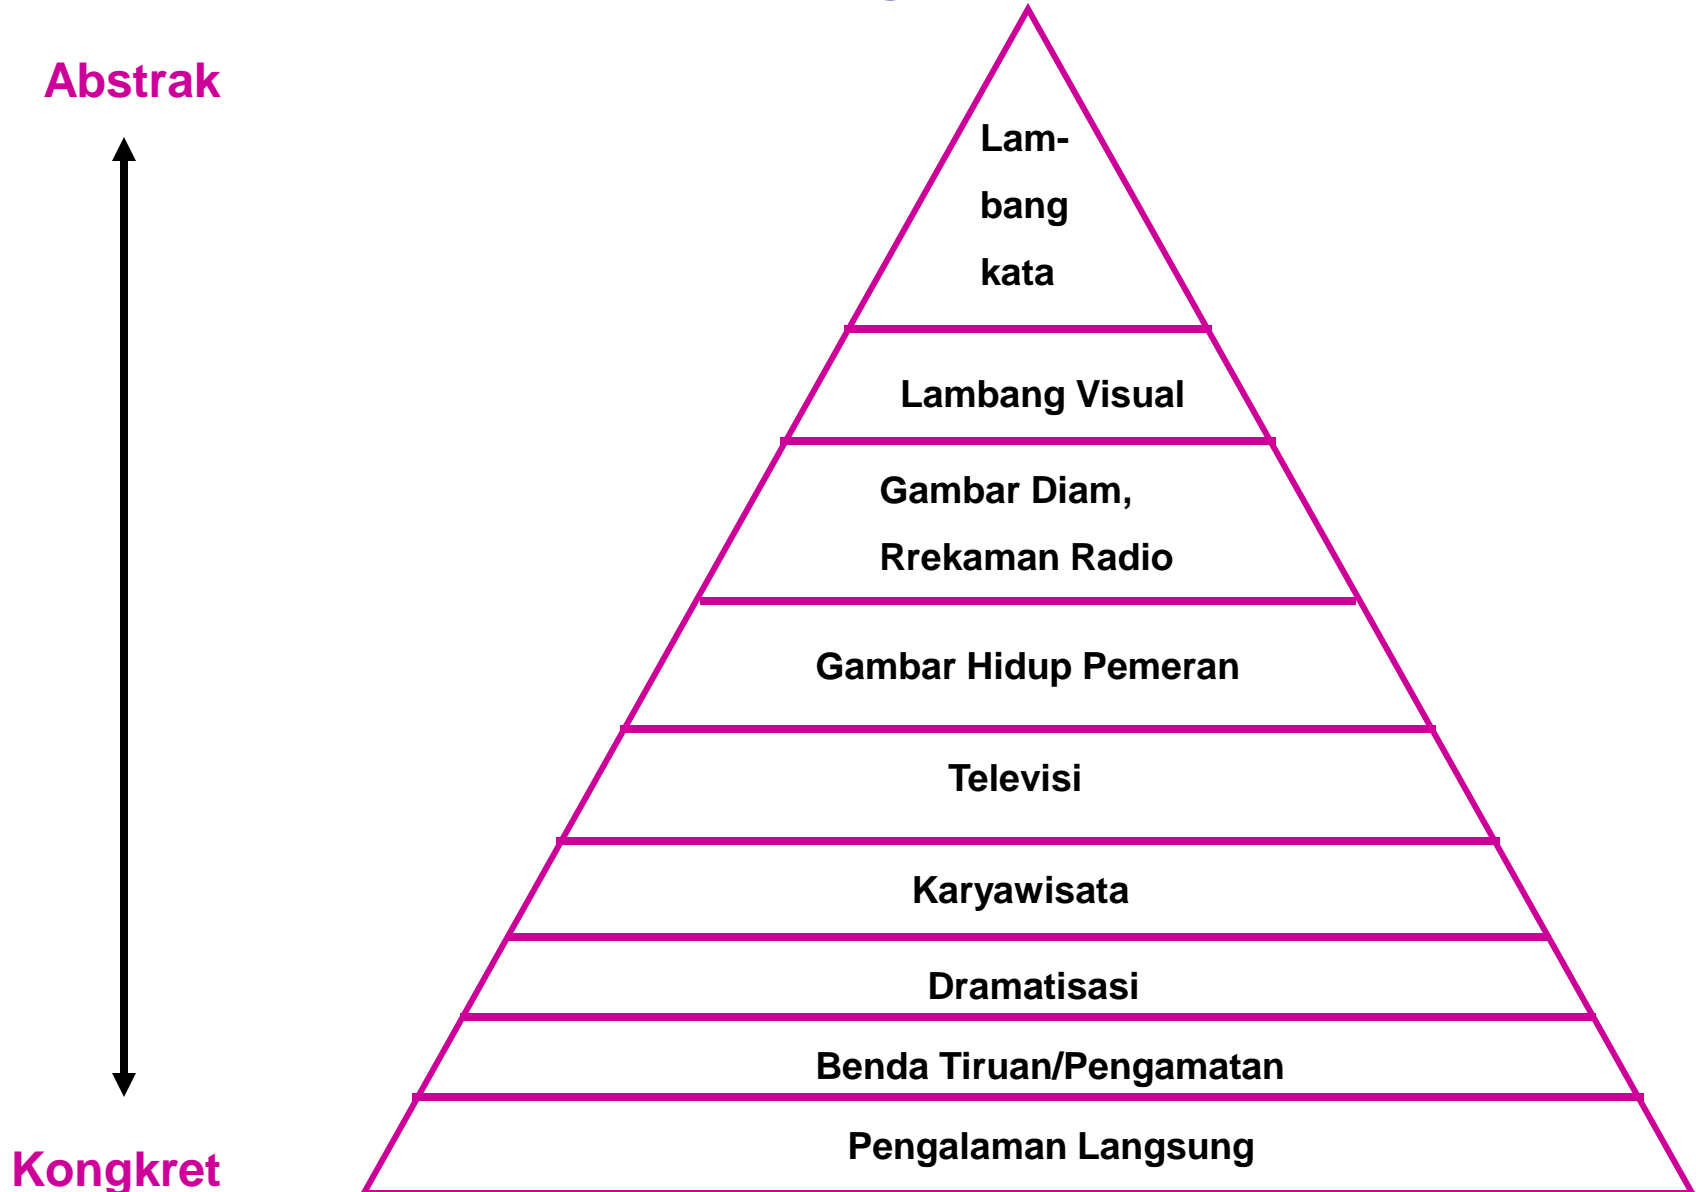 Abstrak
Lam-
bang
kata
Lambang Visual
Gambar Diam,
Rrekaman Radio
Gambar Hidup Pemeran
Televisi
Karyawisata
Dramatisasi
Benda Tiruan/Pengamatan
Pengalaman Langsung
Kongkret